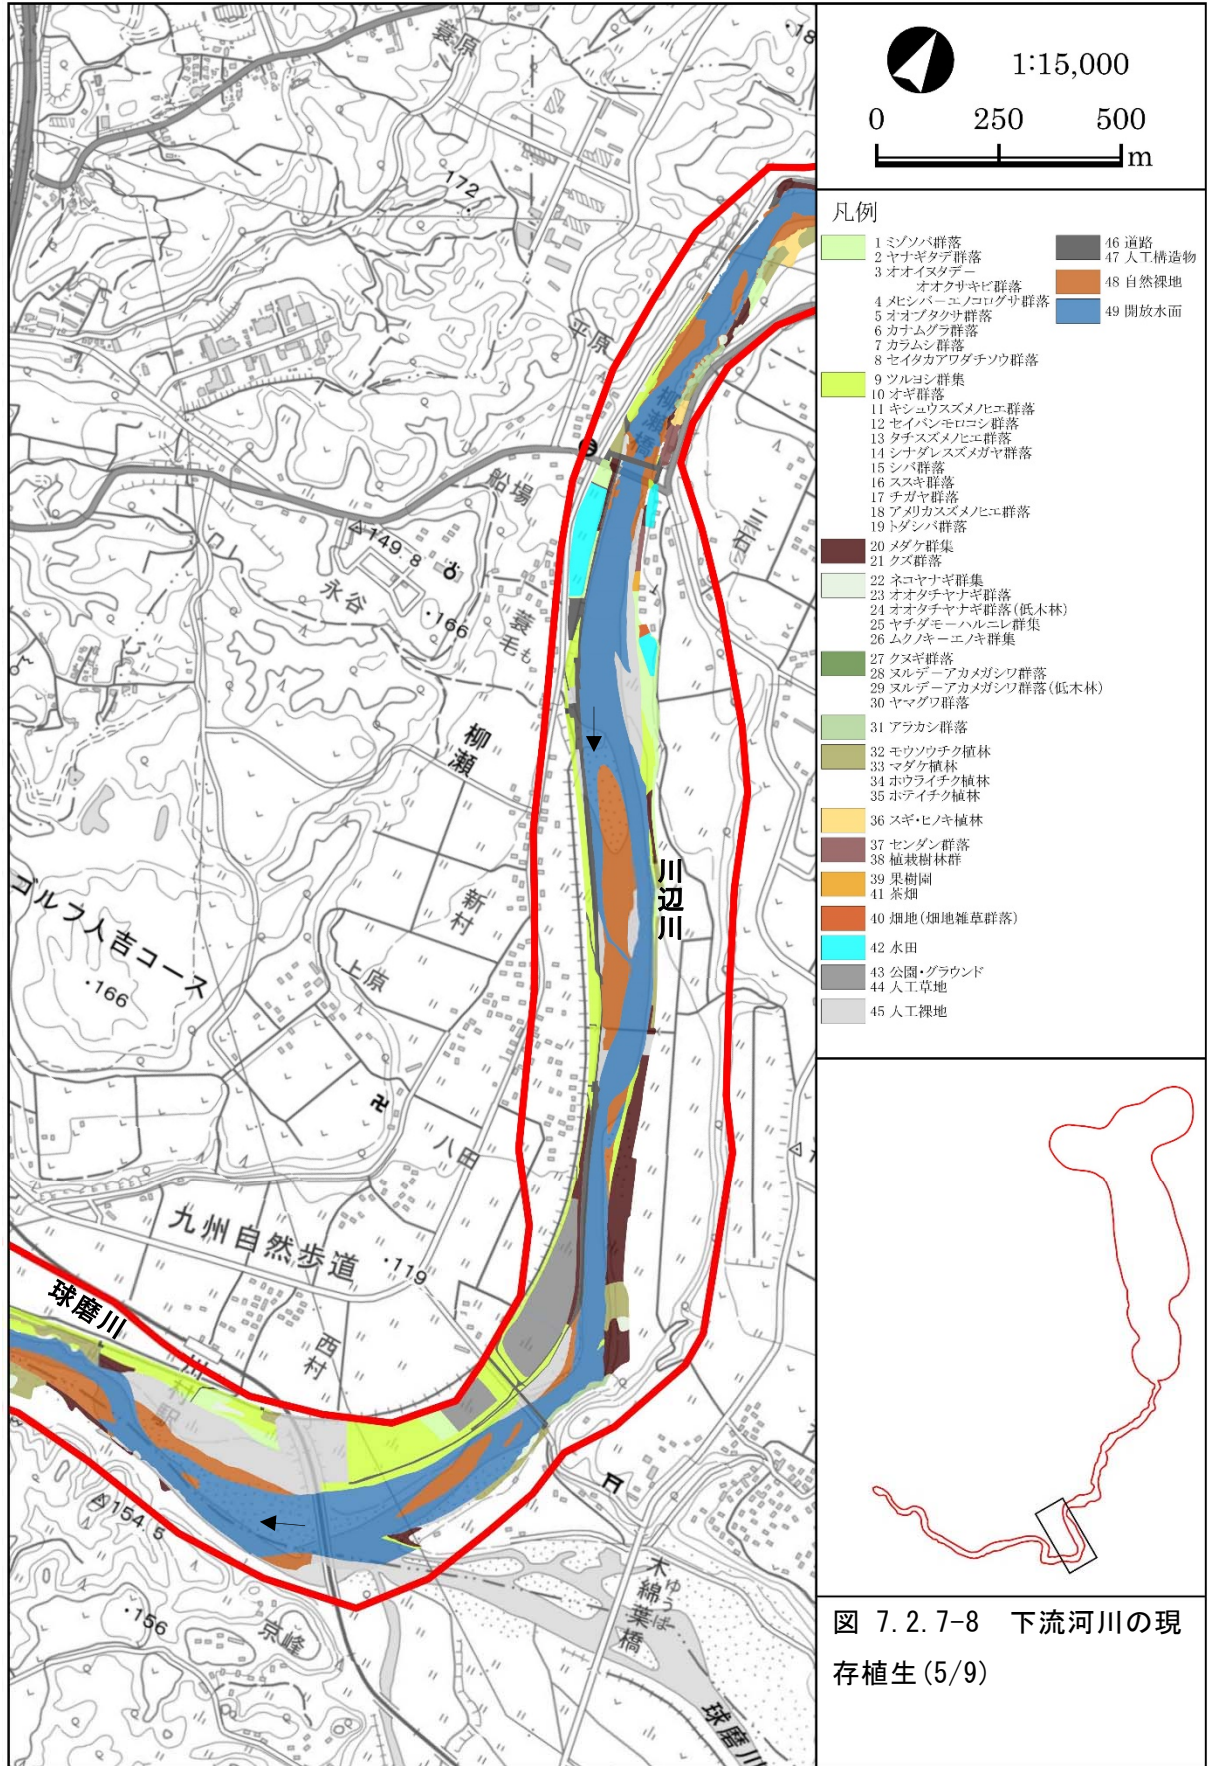 蓑原
172
平原
柳瀬橋
船場
三石
149.8
永谷
166
蓑毛も
柳瀬
新村
川辺川
ゴルフ人吉コース
166
上原
八田
九州自然歩道
119
球磨川
西村
川村駅
154.5
木綿葉橋
ゆうば
156
京峰
球磨川
1:15,000
0 250 500
m
凡例
1 ミゾソバ群落
2 ヤナギタデ群落
3 オオイヌタデー
オオクサキビ群落
4 メヒシバーエノコログサ群落
5 オオブタクサ群落
6 カナムグラ群落
7 カラムシ群落
8 セイタカアワダチソウ群落
9 ツルヨシ群集
10 オギ群落
11 キシュウスズメノヒエ群落
12 セイバンモロコシ群落
13 タチスズメノヒエ群落
14 シナダレスズメガヤ群落
15 シバ群落
16 ススキ群落
17 チガヤ群落
18 アメリカスズメノヒエ群落
19 トダシバ群落
20 メダケ群集
21 クズ群落
22 ネコヤナギ群集
23 オオタチヤナギ群落
24 オオタチヤナギ群落(低木林)
25 ヤチダモーハルニレ群集
26 ムクノキーエノキ群集
27 クヌギ群落
28 ヌルデーアカメガシワ群落
29 ヌルデーアカメガシワ群落(低木林)
30 ヤマグワ群落
31 アラカシ群落
32 モウソウチク植林
33 マダケ植林
34 ホウライチク植林
35 ホテイチク植林
36 スギ・ヒノキ植林
37 センダン群落
38 植栽樹林群
39 果樹園
41 茶畑
40 畑地(畑地雑草群落)
42 水田
43 公園・グラウンド
44 人工草地
45 人工裸地
46 道路
47 人工構造物
48 自然裸地
49 開放水面
図 7.2.7-8 下流河川の現
存植生(5/9)